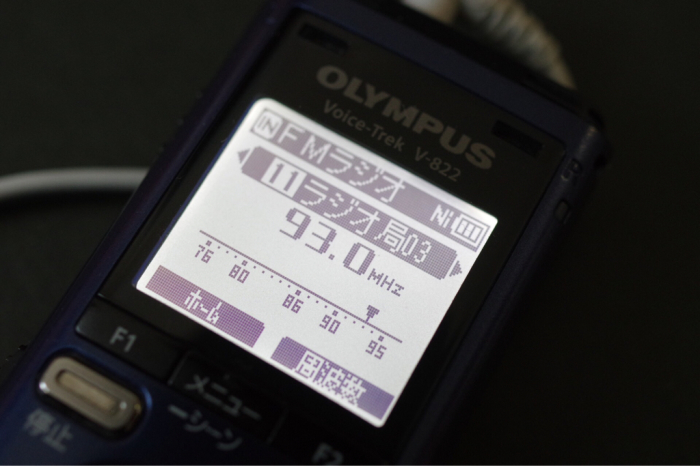 OLYMPUS
Voice-Trek V-822
IN FMラジオ Ni
11 ラジオ局03
93.0MHz
76 80 86 90 95
ホーム 周波数
F1 メニュー F2
停止 ーシーン